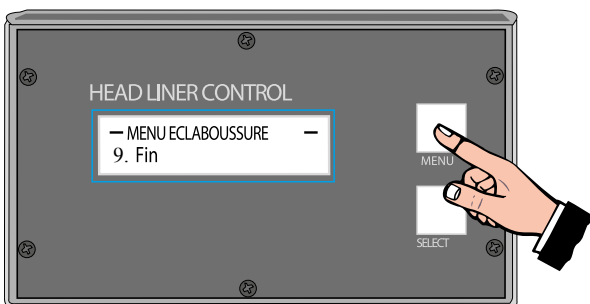 HEAD LINER CONTROL
– MENU ECLABOUSSURE –
9. Fin
MENU
SELECT